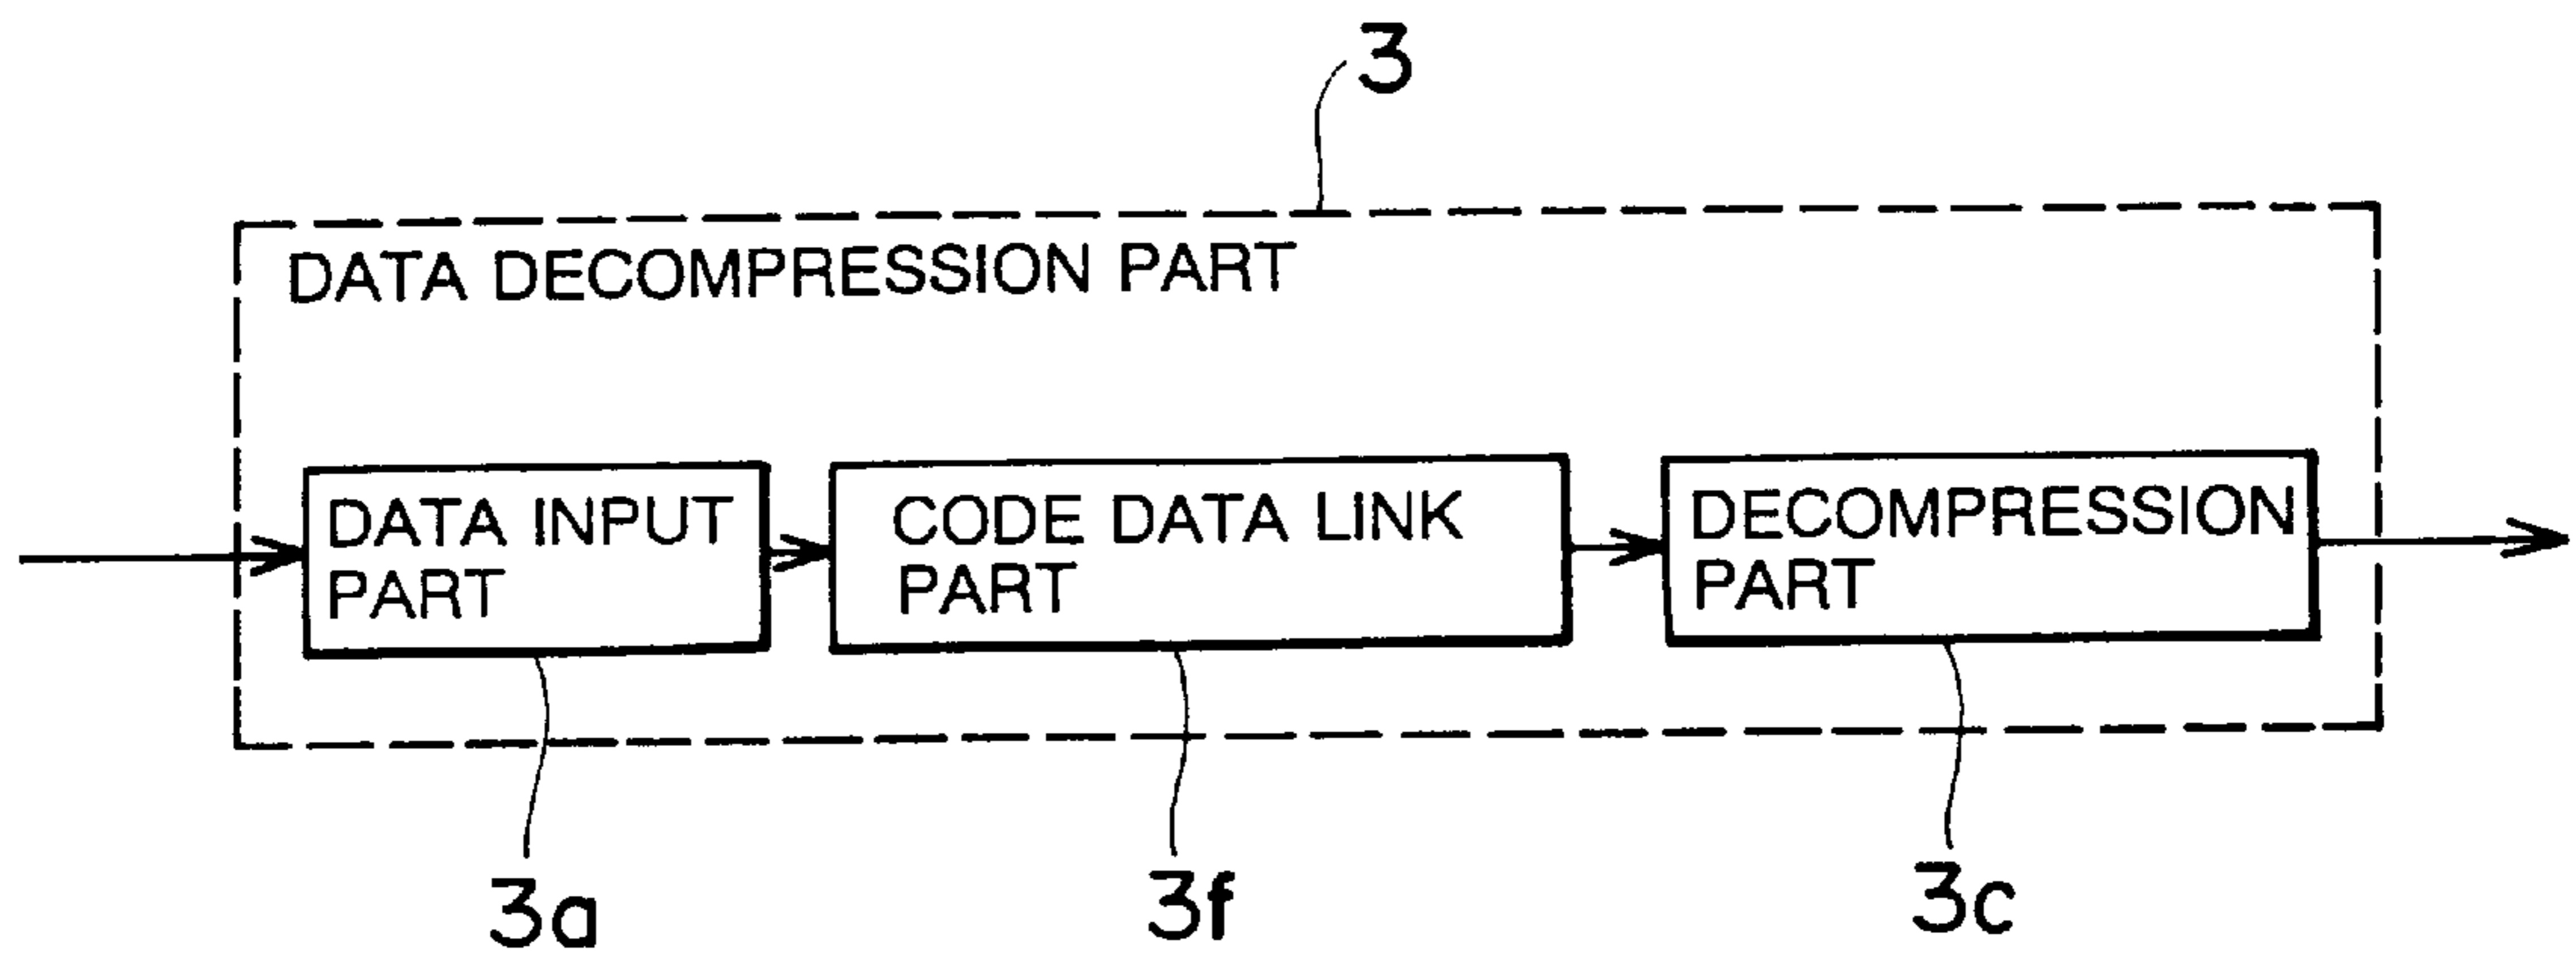 3
DATA DECOMPRESSION PART
DATA INPUT
PART
CODE DATA LINK
PART
DECOMPRESSION
PART
3a
3f
3c